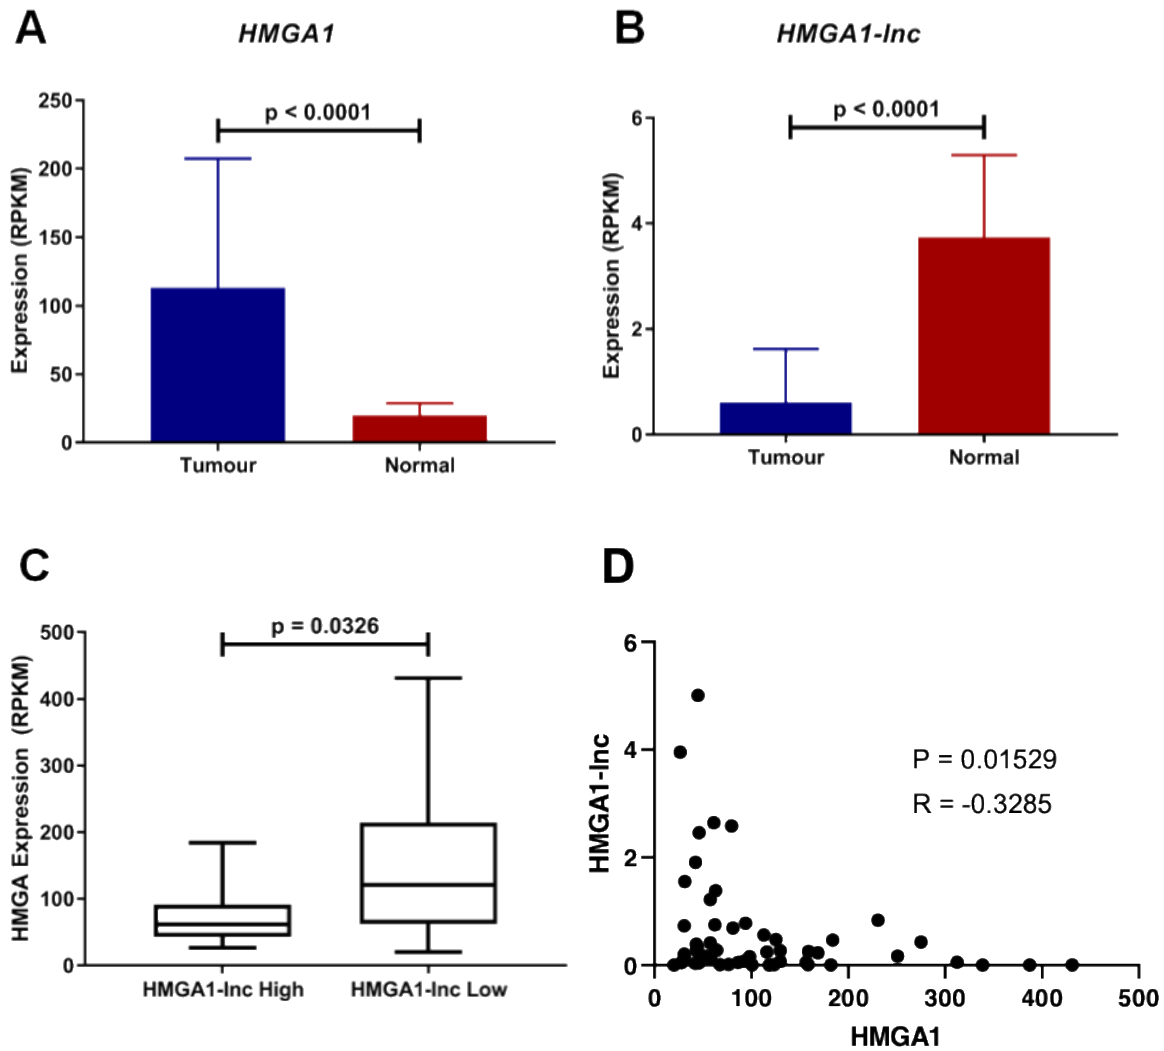 A
HMGA1
p < 0.0001
Expression (RPKM)
250
200
150
100
50
0
Tumour
Normal
B
HMGA1-lnc
p < 0.0001
Expression (RPKM)
6
4
2
0
Tumour
Normal
C
p = 0.0326
HMGA Expression (RPKM)
500
400
300
200
100
0
HMGA1-lnc High
HMGA1-lnc Low
D
HMGA1-lnc
6
4
2
0
P = 0.01529
R = -0.3285
0
100
200
300
400
500
HMGA1